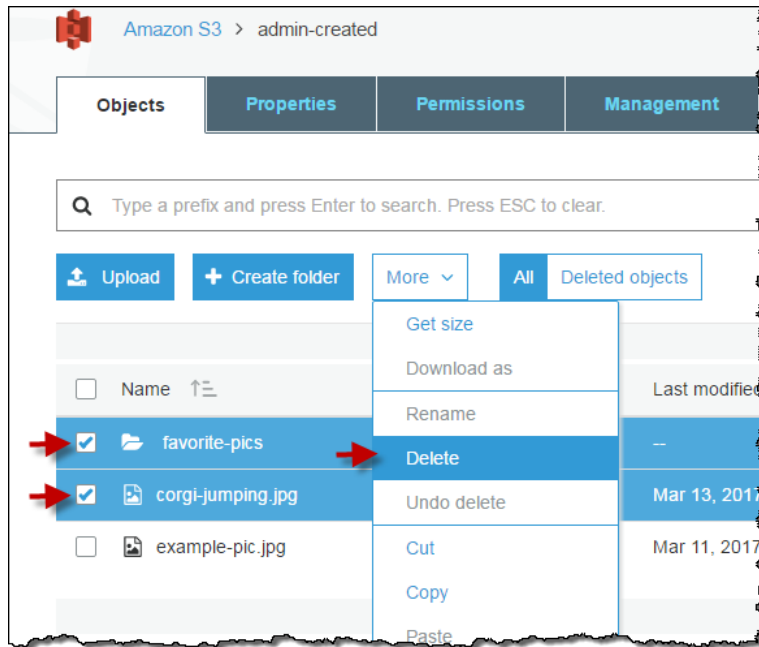 Amazon S3 > admin-created
Objects Properties Permissions Management
Type a prefix and press Enter to search. Press ESC to clear.
Upload Create folder More All Deleted objects
Get size
Download as
Name Last modified
Rename
favorite-pics --
Delete
corgi-jumping.jpg Mar 13, 2017
Undo delete
example-pic.jpg Mar 11, 2017
Cut
Copy
Paste